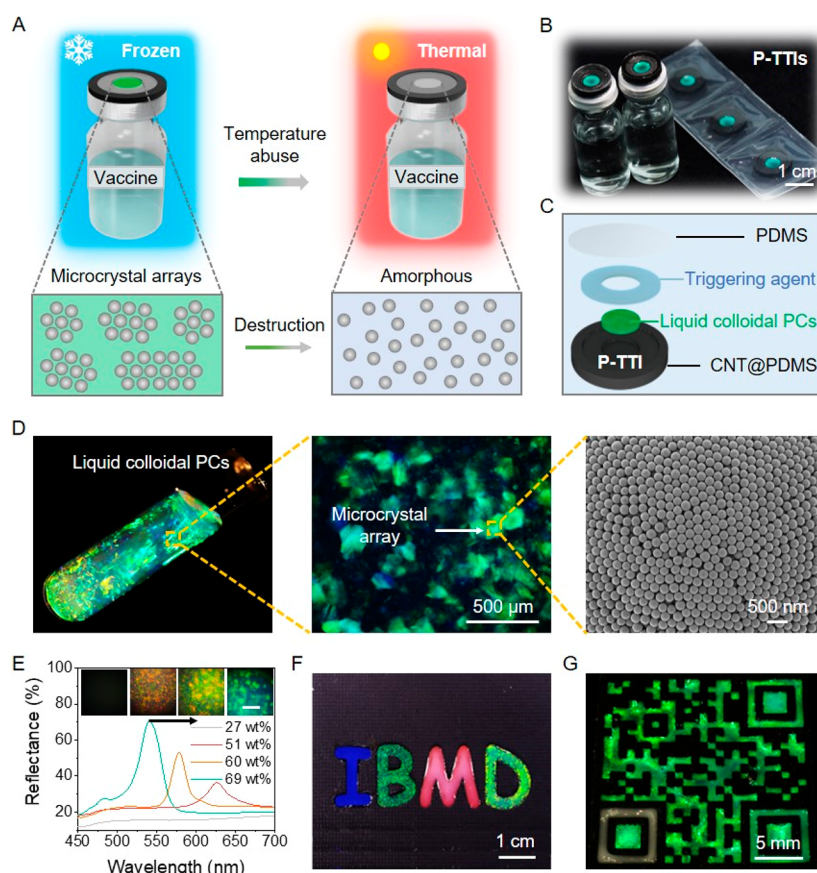 A
Frozen
Thermal
Temperature
abuse
Vaccine
Vaccine
Microcrystal arrays
Amorphous
Destruction
B
P-TTIs
1 cm
C
PDMS
Triggering agent
Liquid colloidal PCs
P-TTI
CNT@PDMS
D
Liquid colloidal PCs
Microcrystal
array
500 μm
500 nm
E
100
80
60
40
20
Reflectance (%)
27 wt%
51 wt%
60 wt%
69 wt%
450 500 550 600 650 700
Wavelength (nm)
F
IBMD
1 cm
G
5 mm